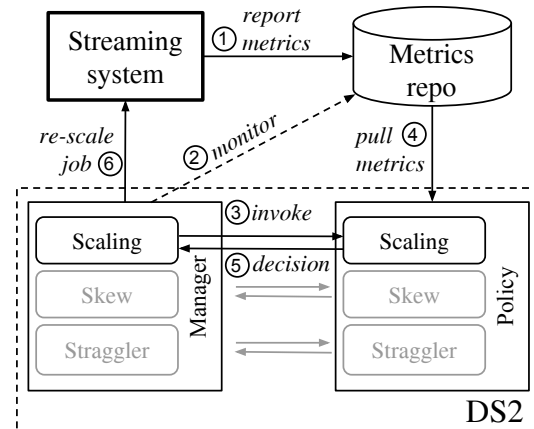 Streaming
system
① report
metrics
Metrics
repo
re-scale
job ⑥
② monitor
pull ④
metrics
③ invoke
Scaling
Scaling
⑤ decision
Skew
Skew
Straggler
Straggler
Manager
Policy
DS2